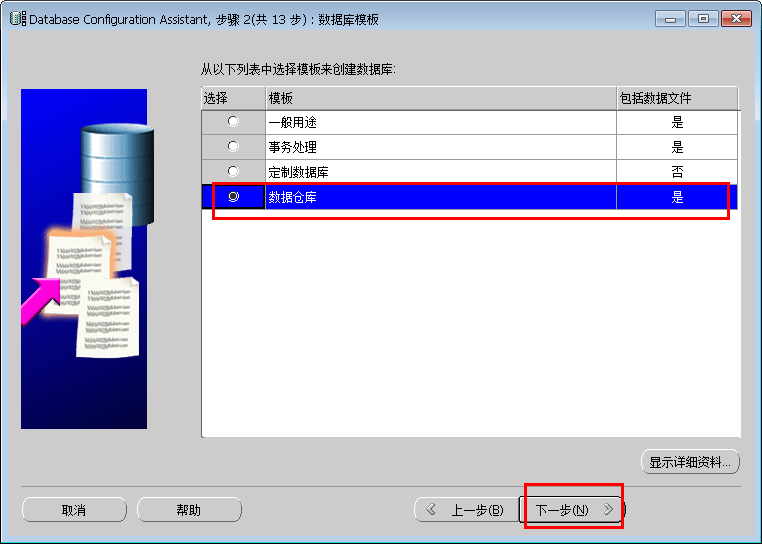 Database Configuration Assistant, 步骤 2(共 13 步) : 数据库模板
从以下列表中选择模板来创建数据库:
选择 模板 包括数据文件
一般用途 是
事务处理 是
定制数据库 否
数据仓库 是
显示详细资料...
取消 帮助 上一步(B) 下一步(N)